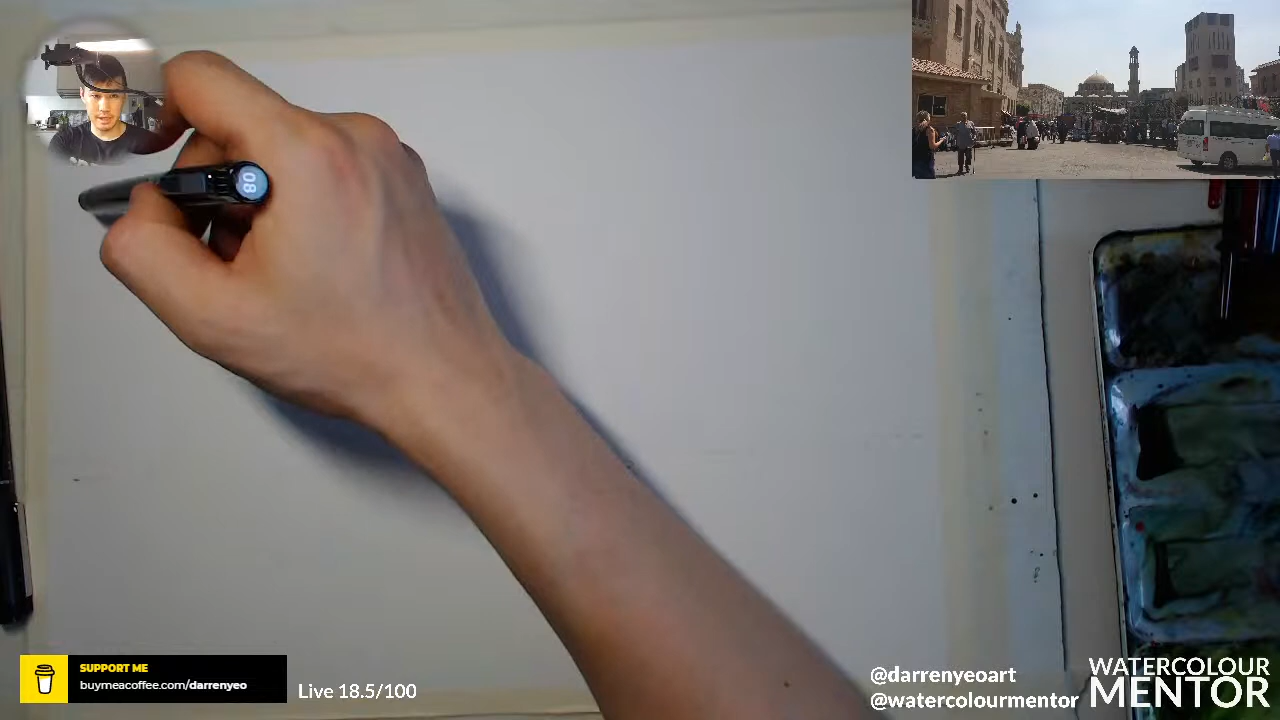 08
SUPPORT ME
buymeacoffee.com/darrenyeo
Live 18.5/100
@darrenyeoart
@watercolourmentor
WATERCOLOUR
MENTOR